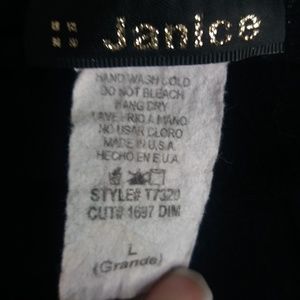 Janice
HAND WASH COLD
DO NOT BLEACH
HANG DRY
LAVE FRIO A MANO
NO USAR CLORO
MADE IN U.S.A
HECHO EN E.U.A.
STYLE# T7320
CUT# 1697 DIM
L
(Grande)